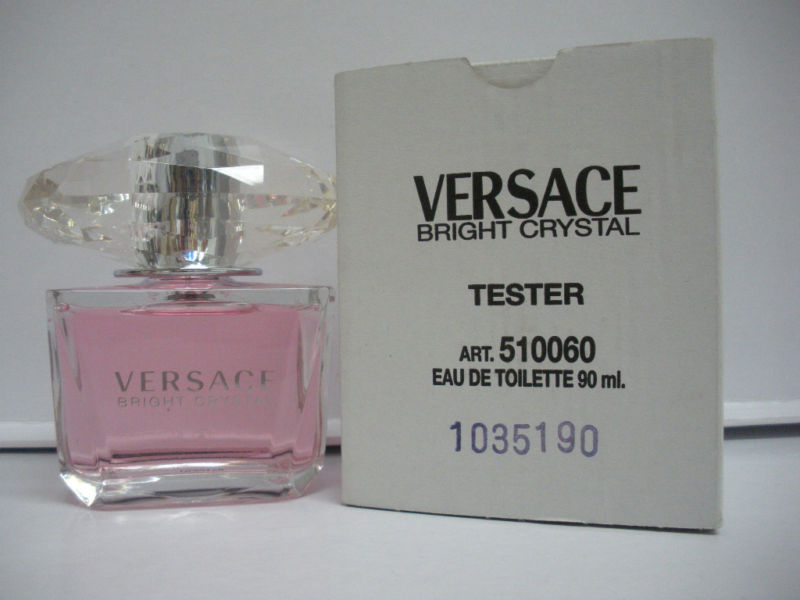 VERSACE
BRIGHT CRYSTAL
VERSACE
BRIGHT CRYSTAL
TESTER
ART. 510060
EAU DE TOILETTE 90 ml.
1035190